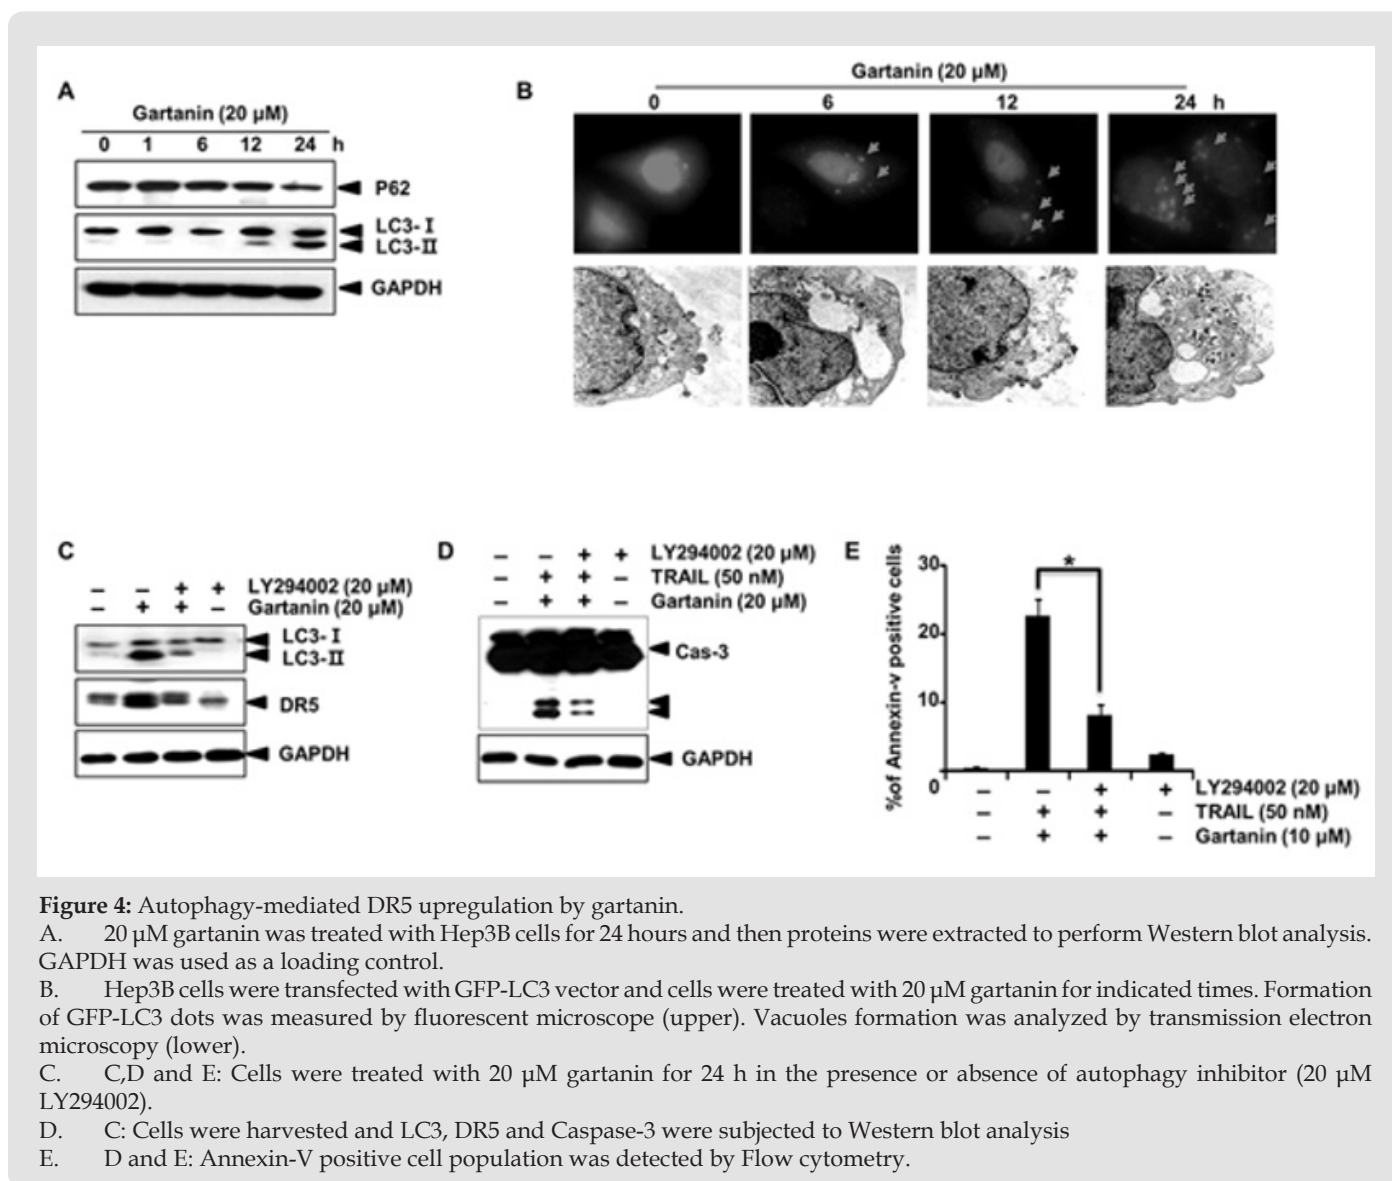 A
Gartanin (20 µM)
0 1 6 12 24 h
P62
LC3-I
LC3-II
GAPDH
B
Gartanin (20 µM)
0 6 12 24 h
C
– – + + LY294002 (20 µM)
– + + – Gartanin (20 µM)
LC3-I
LC3-II
DR5
GAPDH
D
– – + + LY294002 (20 µM)
– + + – TRAIL (50 nM)
– + + – Gartanin (20 µM)
Cas-3
GAPDH
E
%of Annexin-v positive cells
30
20
10
0
*
– – + + LY294002 (20 µM)
– + + – TRAIL (50 nM)
– + + – Gartanin (10 µM)
Figure 4: Autophagy-mediated DR5 upregulation by gartanin.
A. 20 µM gartanin was treated with Hep3B cells for 24 hours and then proteins were extracted to perform Western blot analysis.
GAPDH was used as a loading control.
B. Hep3B cells were transfected with GFP-LC3 vector and cells were treated with 20 µM gartanin for indicated times. Formation
of GFP-LC3 dots was measured by fluorescent microscope (upper). Vacuoles formation was analyzed by transmission electron
microscopy (lower).
C. C,D and E: Cells were treated with 20 µM gartanin for 24 h in the presence or absence of autophagy inhibitor (20 µM
LY294002).
D. C: Cells were harvested and LC3, DR5 and Caspase-3 were subjected to Western blot analysis
E. D and E: Annexin-V positive cell population was detected by Flow cytometry.